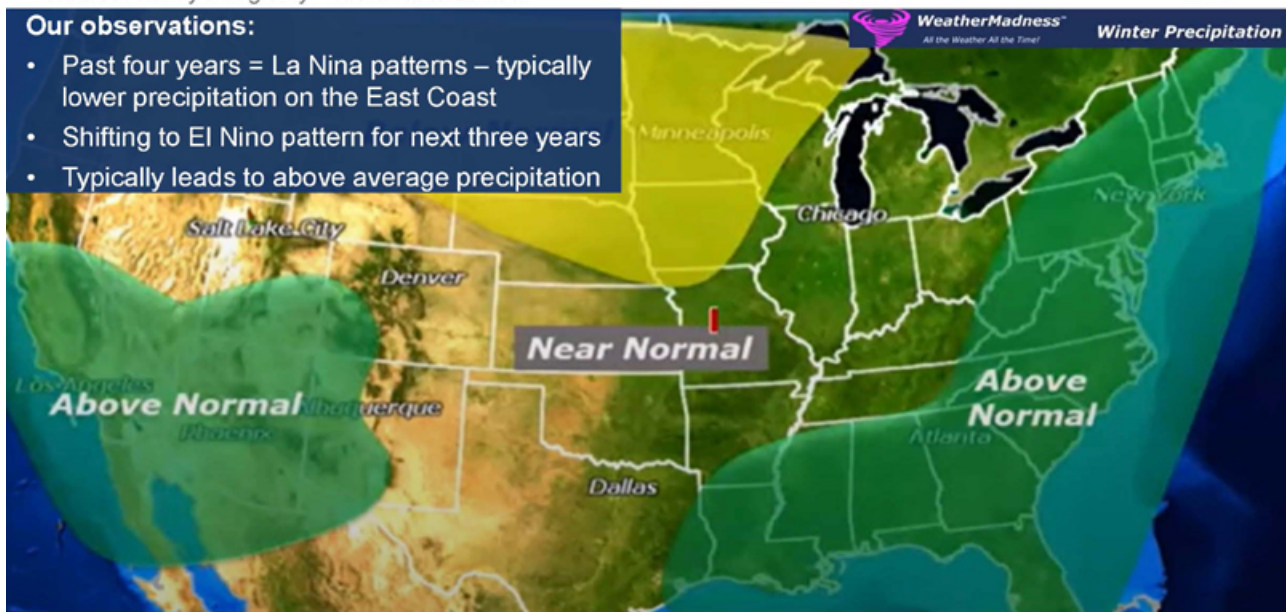 Our observations:
• Past four years = La Nina patterns – typically
lower precipitation on the East Coast
• Shifting to El Nino pattern for next three years
• Typically leads to above average precipitation
WeatherMadness™
All the Weather All the Time!
Winter Precipitation
Minneapolis
New York
Chicago
Salt Lake City
Denver
Near Normal
Los Angeles
Above Normal
Albuquerque
Phoenix
Above
Normal
Atlanta
Dallas